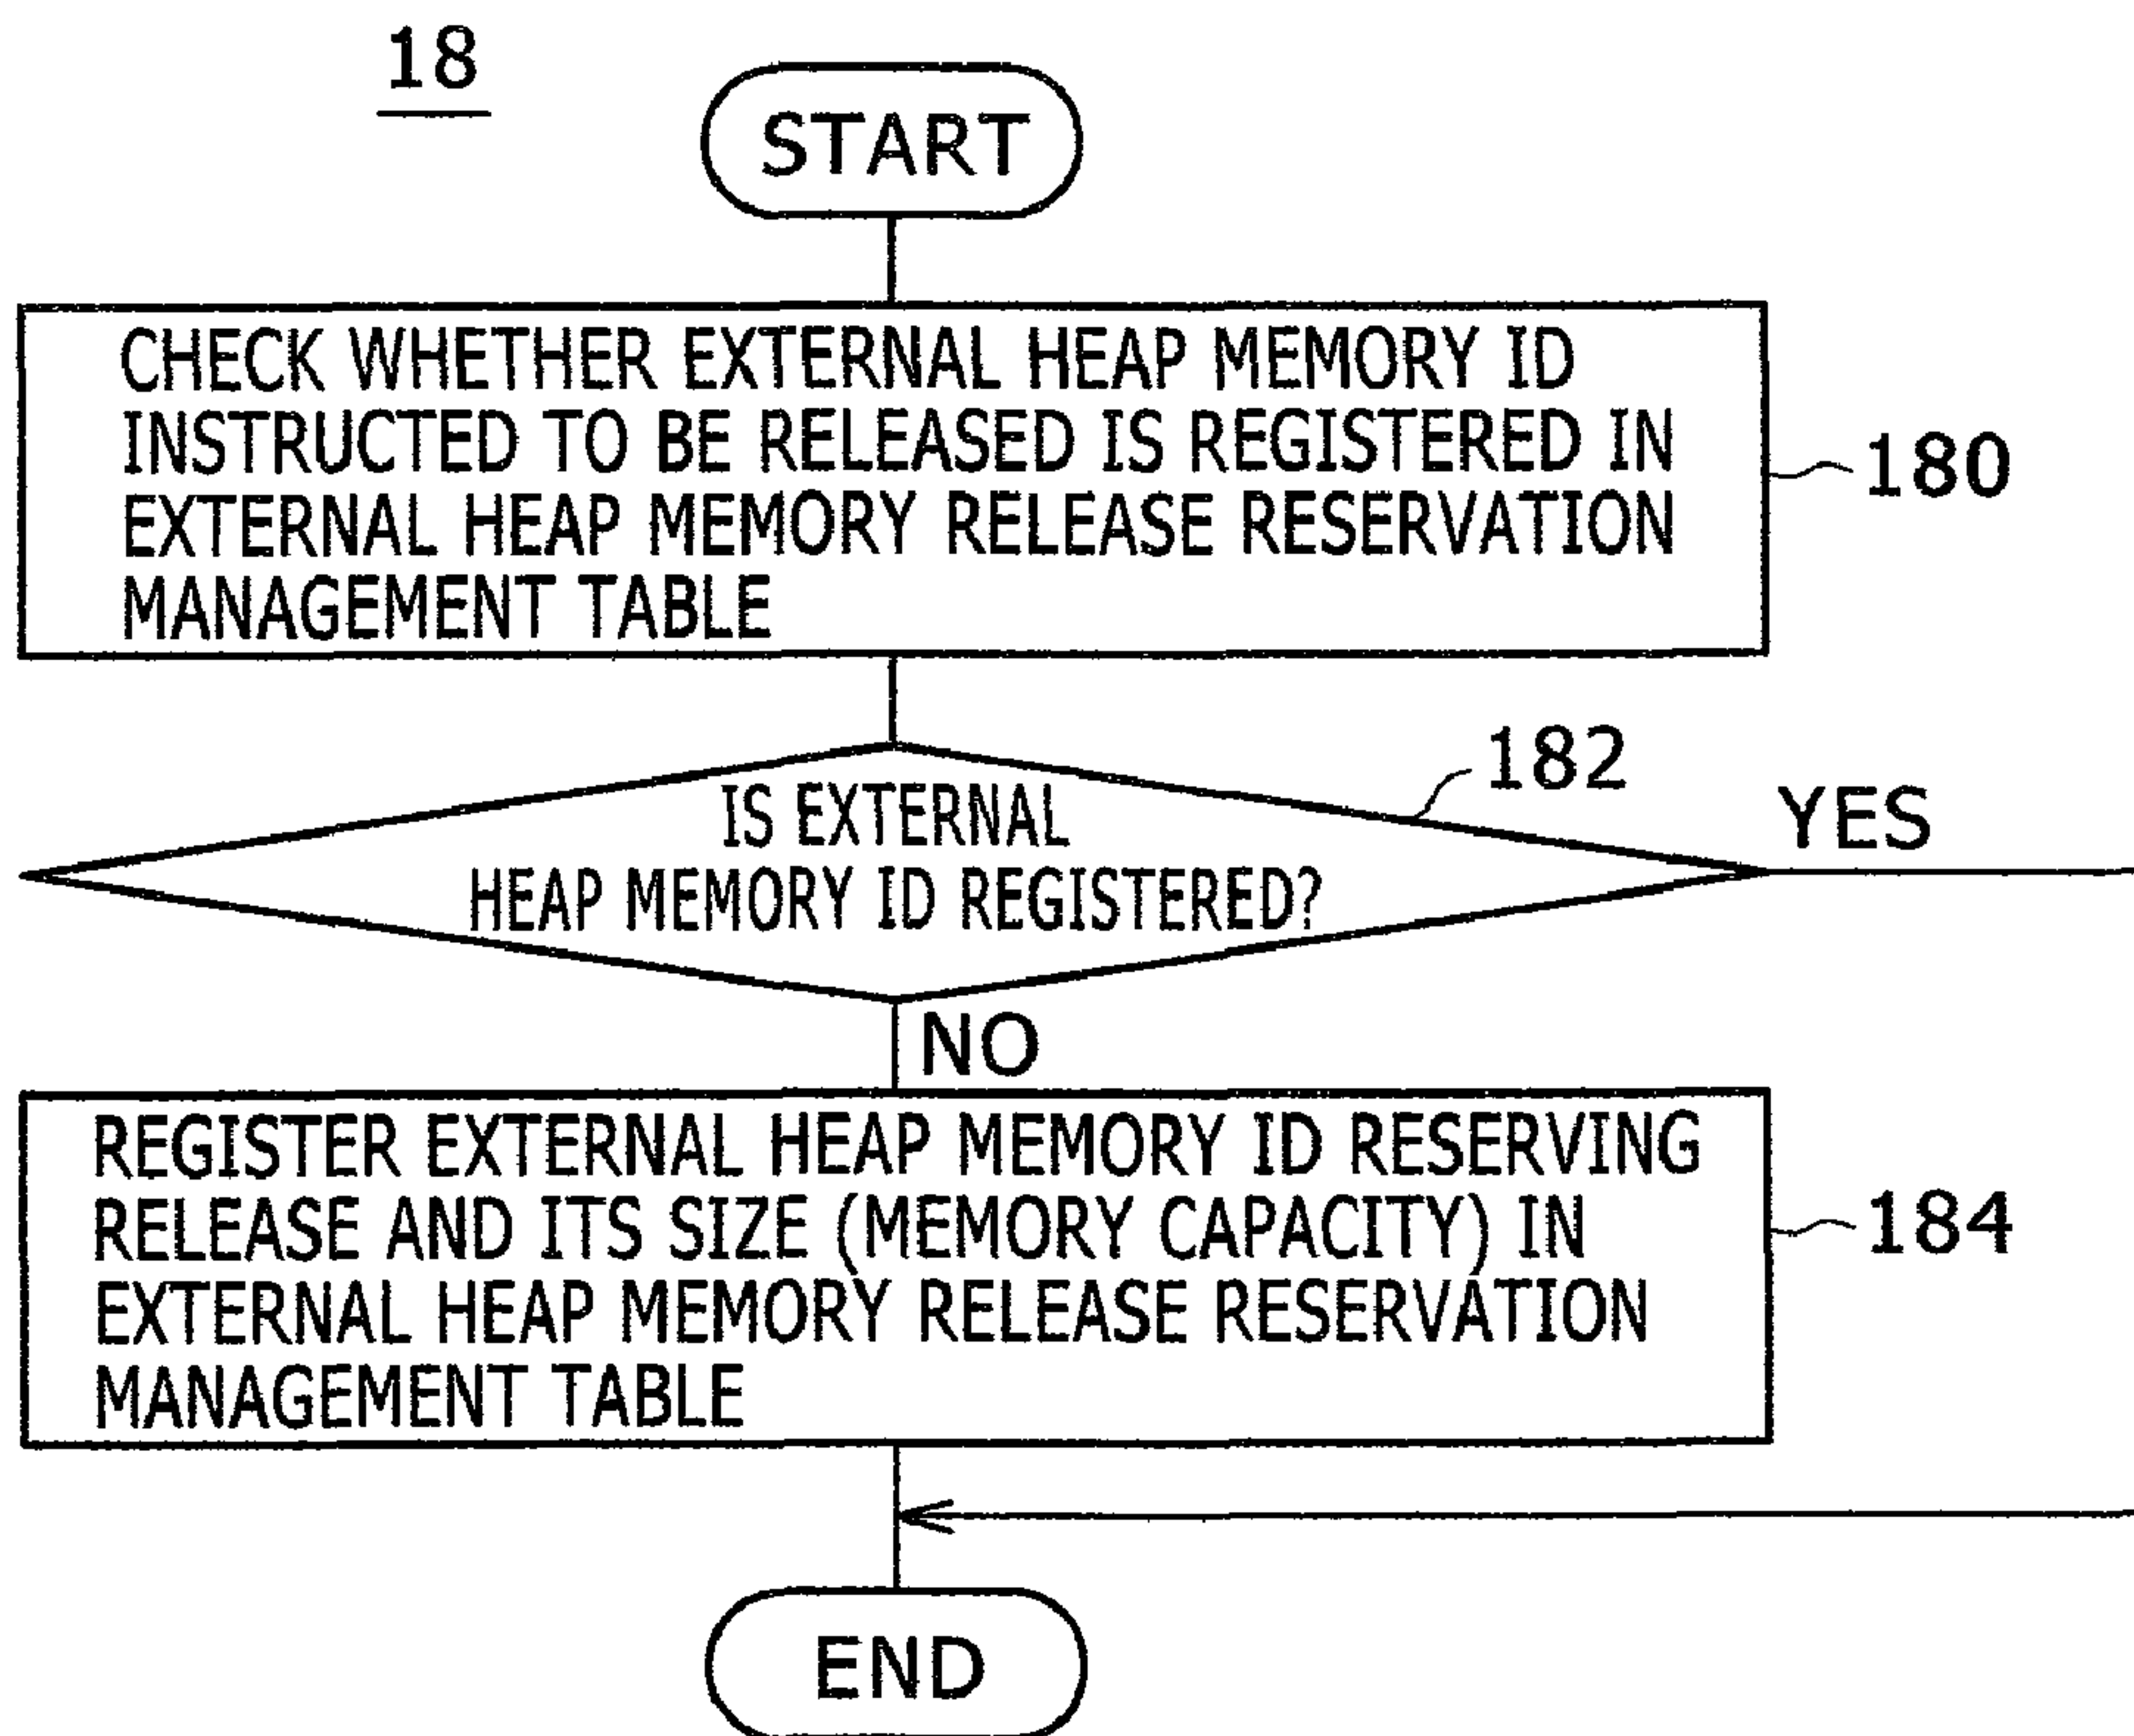 18
START
CHECK WHETHER EXTERNAL HEAP MEMORY ID
INSTRUCTED TO BE RELEASED IS REGISTERED IN
EXTERNAL HEAP MEMORY RELEASE RESERVATION
MANAGEMENT TABLE
180
182
IS EXTERNAL
HEAP MEMORY ID REGISTERED?
YES
NO
REGISTER EXTERNAL HEAP MEMORY ID RESERVING
RELEASE AND ITS SIZE (MEMORY CAPACITY) IN
EXTERNAL HEAP MEMORY RELEASE RESERVATION
MANAGEMENT TABLE
184
END